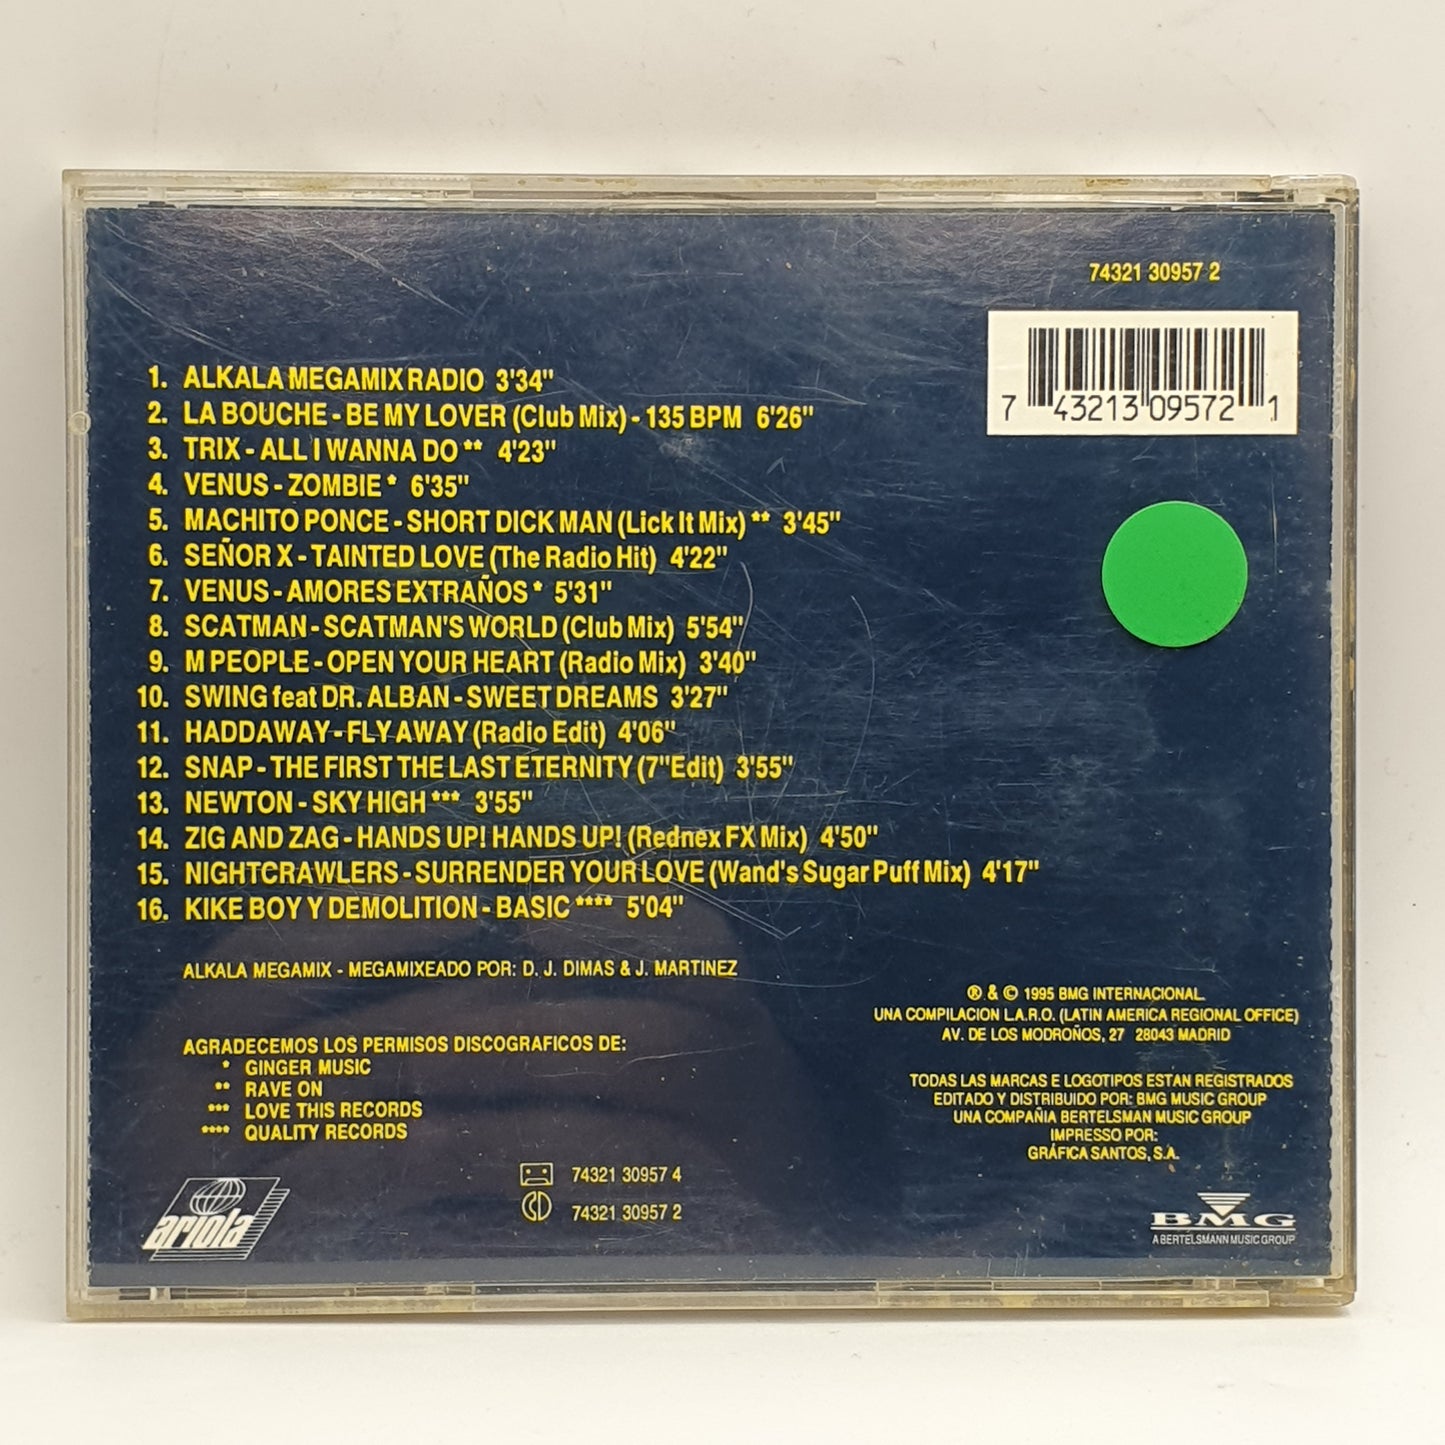 74321 30957 2
7 43213 09572 1
1. ALKALA MEGAMIX RADIO 3'34"
2. LA BOUCHE - BE MY LOVER (Club Mix) - 135 BPM 6'26"
3. TRIX - ALL I WANNA DO ** 4'23"
4. VENUS - ZOMBIE * 6'35"
5. MACHITO PONCE - SHORT DICK MAN (Lick It Mix) ** 3'45"
6. SEÑOR X - TAINTED LOVE (The Radio Hit) 4'22"
7. VENUS - AMORES EXTRAÑOS * 5'31"
8. SCATMAN - SCATMAN'S WORLD (Club Mix) 5'54"
9. M PEOPLE - OPEN YOUR HEART (Radio Mix) 3'40"
10. SWING feat DR. ALBAN - SWEET DREAMS 3'27"
11. HADDAWAY - FLY AWAY (Radio Edit) 4'06"
12. SNAP - THE FIRST THE LAST ETERNITY (7"Edit) 3'55"
13. NEWTON - SKY HIGH *** 3'55"
14. ZIG AND ZAG - HANDS UP! HANDS UP! (Rednex FX Mix) 4'50"
15. NIGHTCRAWLERS - SURRENDER YOUR LOVE (Wand's Sugar Puff Mix) 4'17"
16. KIKE BOY Y DEMOLITION - BASIC **** 5'04"
ALKALA MEGAMIX - MEGAMIXEADO POR: D. J. DIMAS & J. MARTINEZ
AGRADECEMOS LOS PERMISOS DISCOGRAFICOS DE:
* GINGER MUSIC
** RAVE ON
*** LOVE THIS RECORDS
**** QUALITY RECORDS
® & © 1995 BMG INTERNACIONAL.
UNA COMPILACION L.A.R.O. (LATIN AMERICA REGIONAL OFFICE)
AV. DE LOS MODROÑOS, 27 28043 MADRID
TODAS LAS MARCAS E LOGOTIPOS ESTAN REGISTRADOS
EDITADO Y DISTRIBUIDO POR: BMG MUSIC GROUP
UNA COMPAÑIA BERTELSMAN MUSIC GROUP
IMPRESSO POR:
GRÁFICA SANTOS, S.A.
74321 30957 4
CD 74321 30957 2
ariola
BMG
A BERTELSMANN MUSIC GROUP